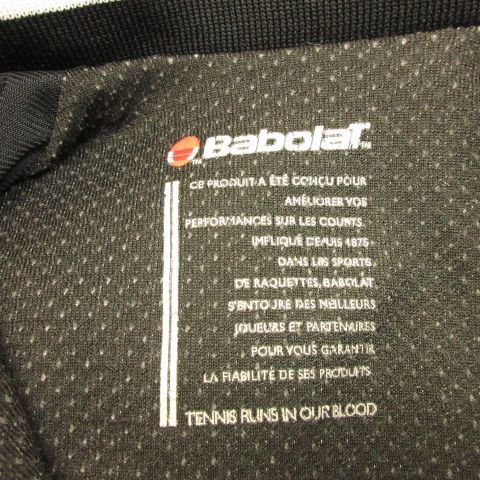 Babolat
CE PRODUIT A ÉTÉ CONÇU POUR
AMÉLIORER VOS
PERFORMANCES SUR LES COURTS.
IMPLIQUÉ DEPUIS 1875
DANS LES SPORTS
DE RAQUETTES, BABOLAT
S'ENTOURE DES MEILLEURS
JOUEURS ET PARTENAIRES
POUR VOUS GARANTIR
LA FIABILITÉ DE SES PRODUITS.
TENNIS RUNS IN OUR BLOOD